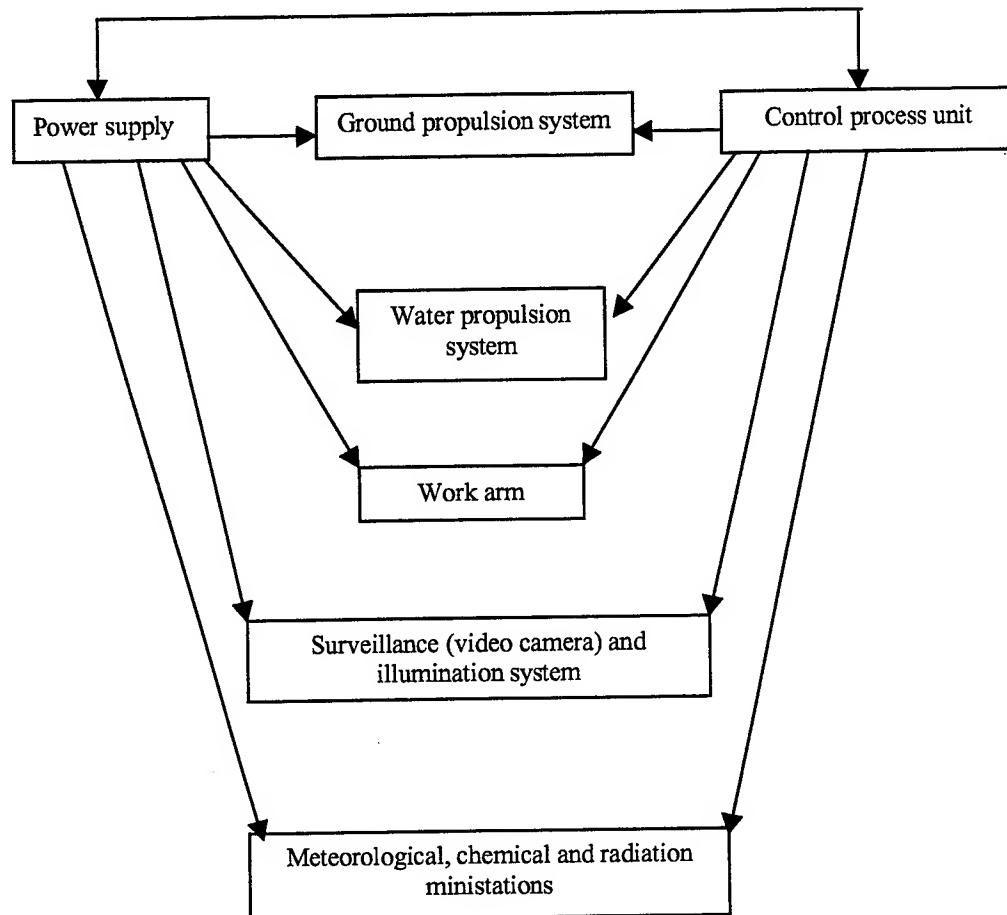 Power supply
Ground propulsion system
Control process unit
Water propulsion
system
Work arm
Surveillance (video camera) and
illumination system
Meteorological, chemical and radiation
ministations